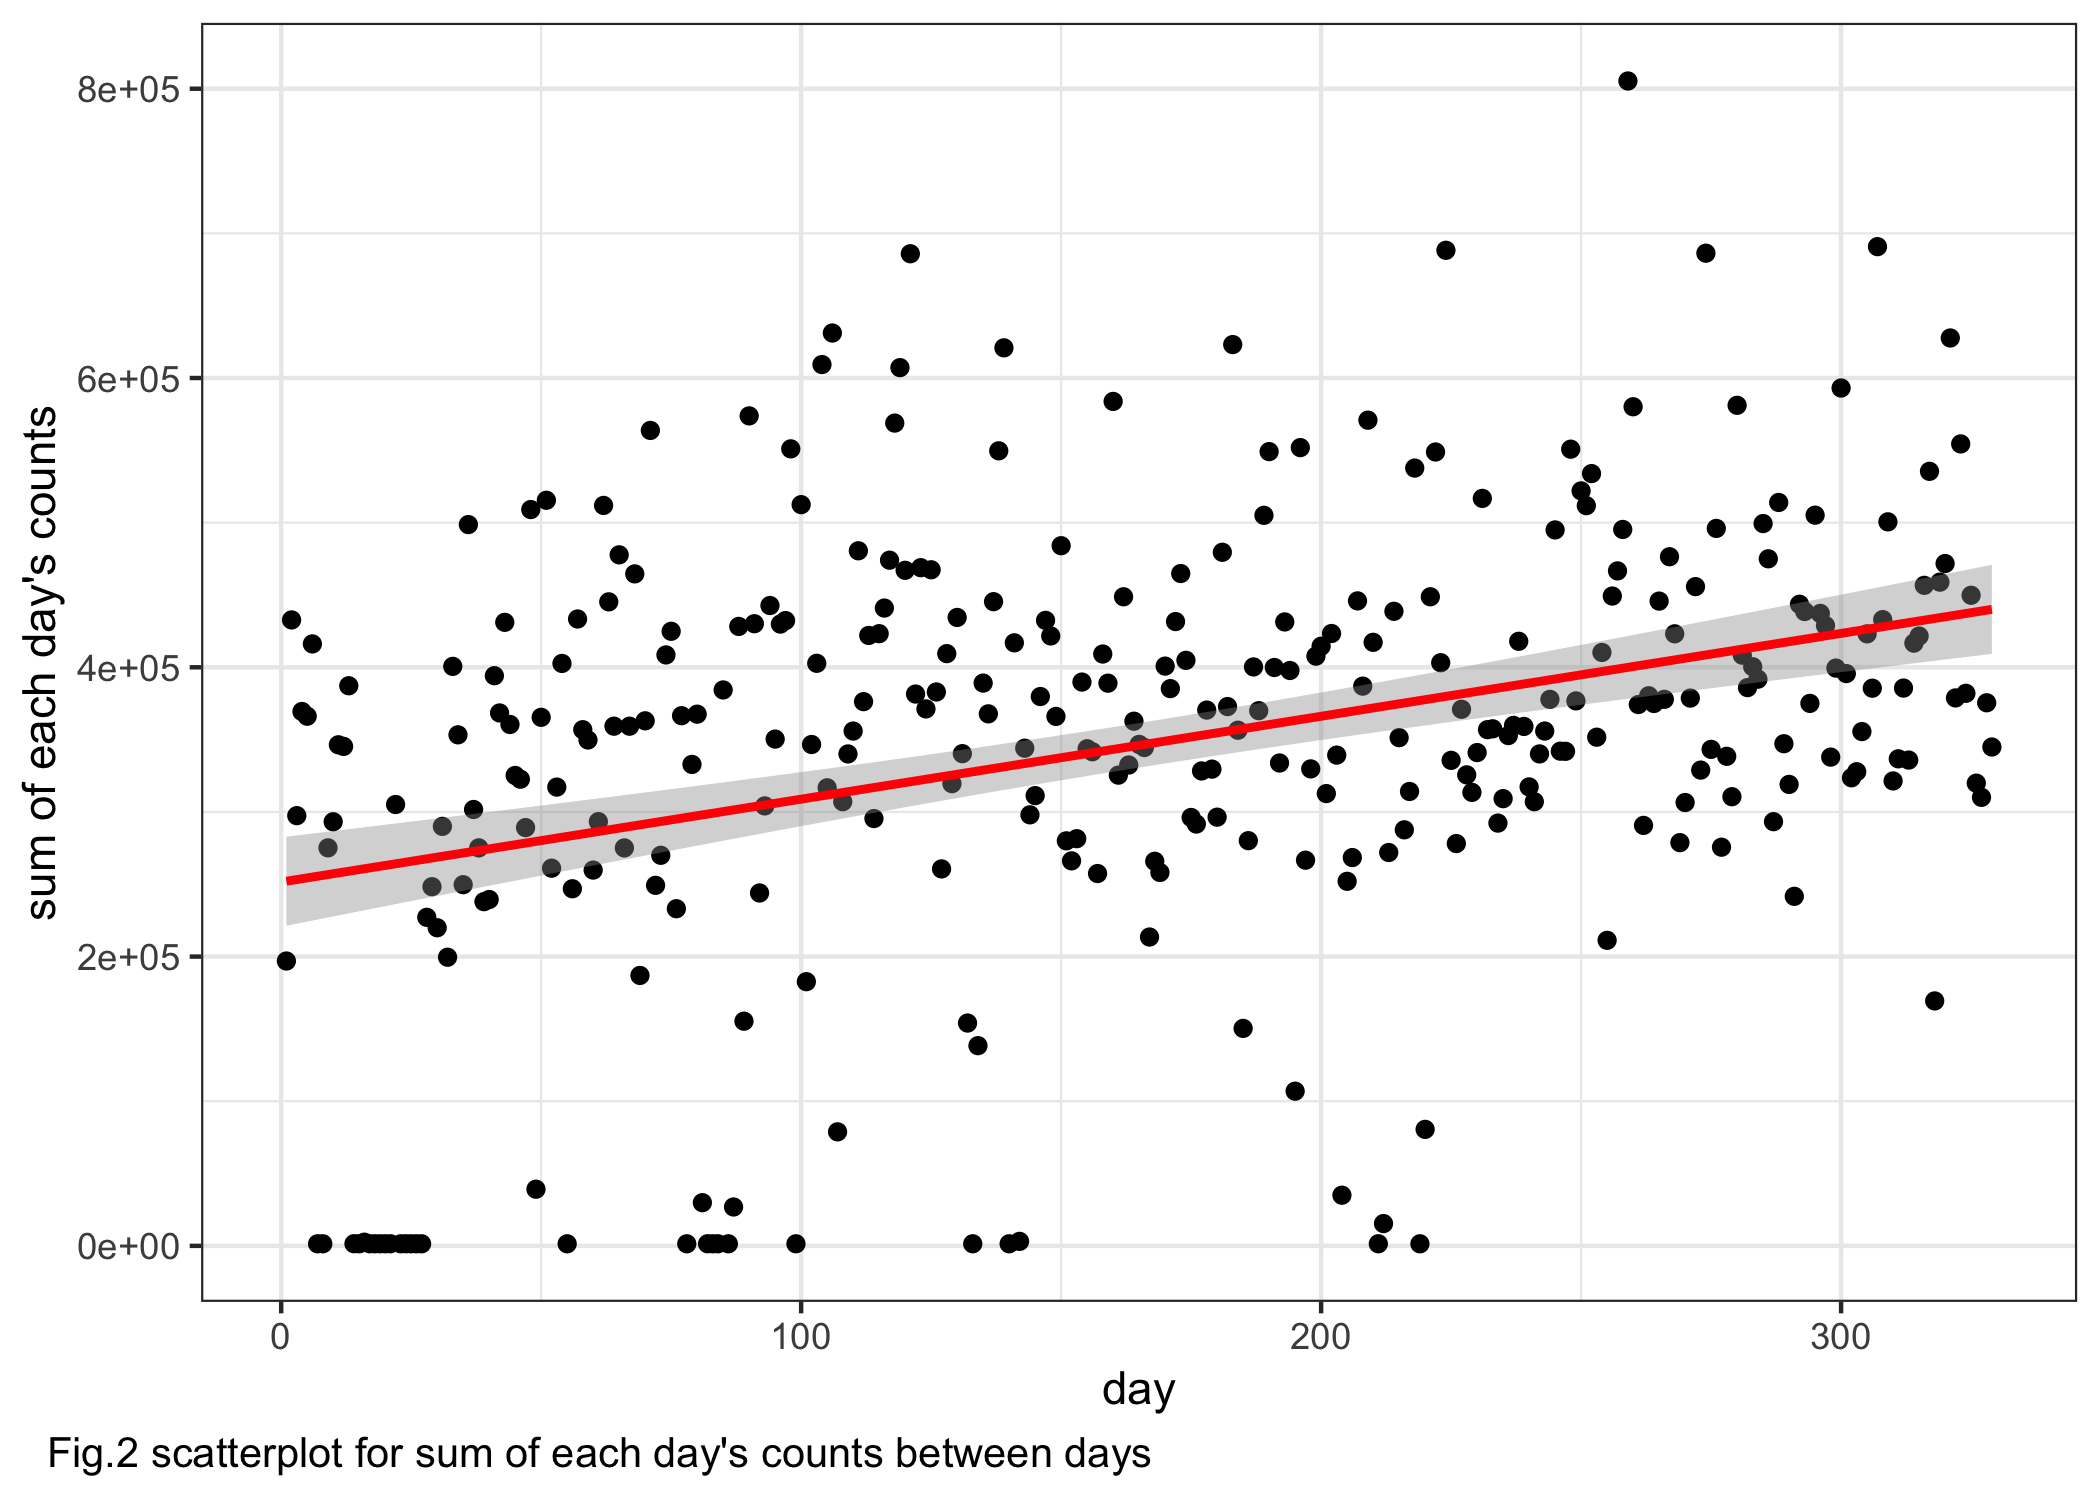 8e+05
6e+05
4e+05
2e+05
0e+00
sum of each day's counts
0 100 200 300
day
Fig.2 scatterplot for sum of each day's counts between days